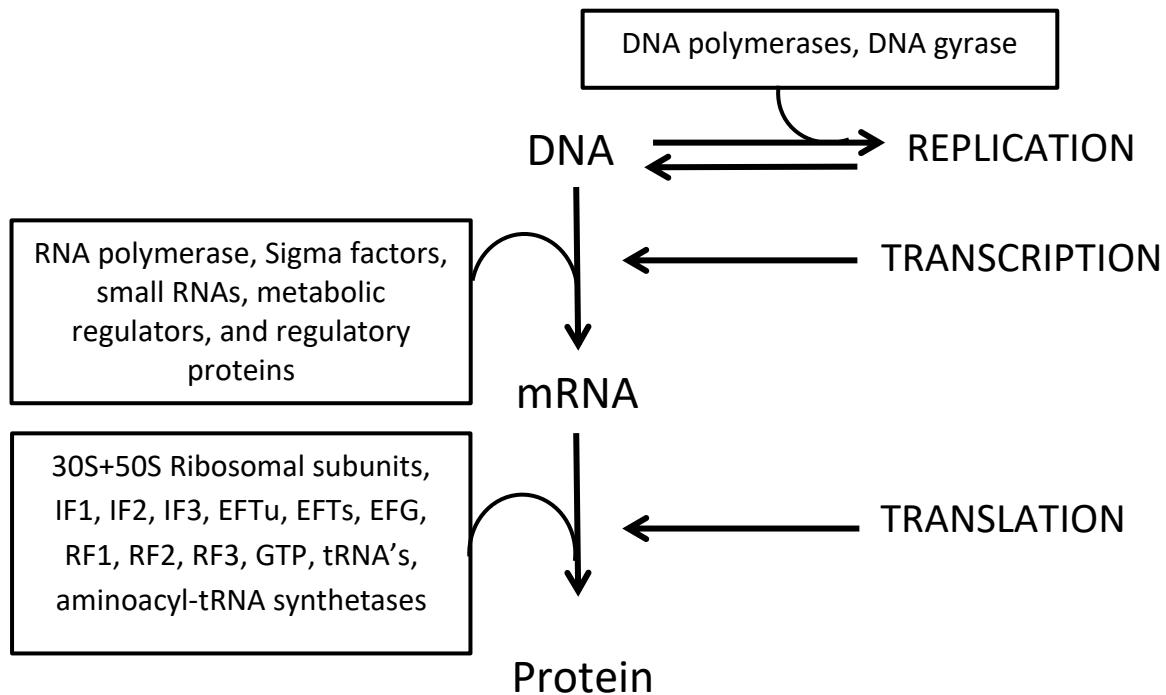 DNA polymerases, DNA gyrase
DNA
REPLICATION
RNA polymerase, Sigma factors,
small RNAs, metabolic
regulators, and regulatory
proteins
TRANSCRIPTION
mRNA
30S+50S Ribosomal subunits,
IF1, IF2, IF3, EFTu, EFTs, EFG,
RF1, RF2, RF3, GTP, tRNA’s,
aminoacyl-tRNA synthetases
TRANSLATION
Protein